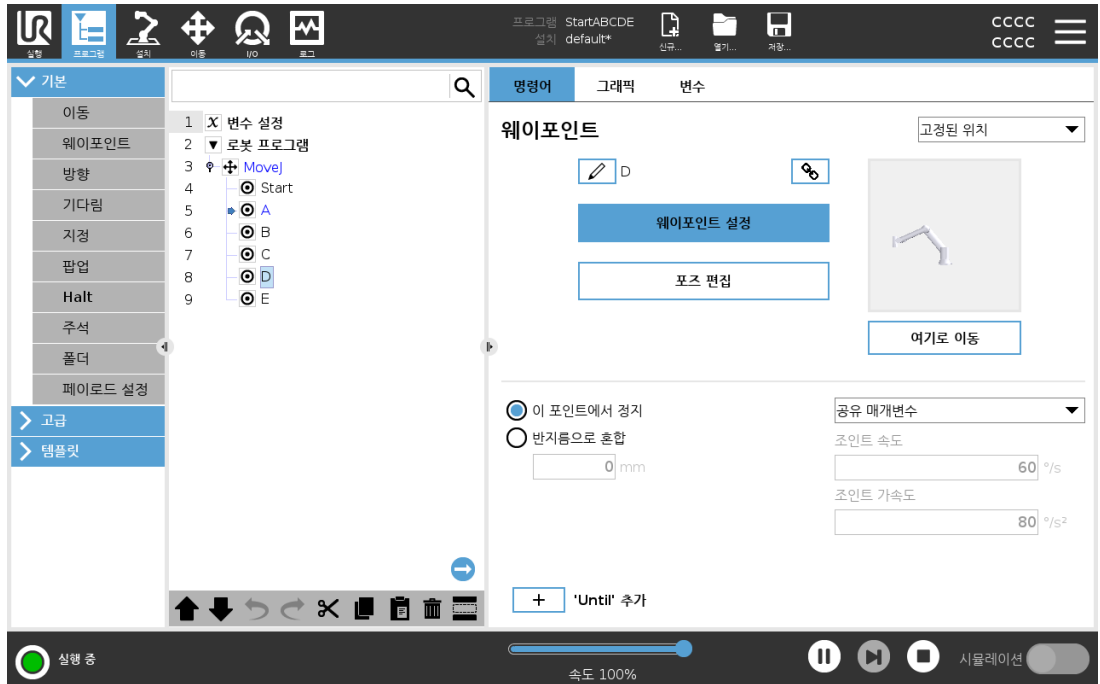 UR
실행
프로그램
설치
이동
I/O
로그
프로그램 StartABCDE
설치 default*
신규...
열기...
저장...
CCCC
CCCC
기본
이동
웨이포인트
방향
기다림
지정
팝업
Halt
주석
폴더
페이로드 설정
고급
템플릿
1 X 변수 설정
2 로봇 프로그램
3 MoveJ
4 Start
5 A
6 B
7 C
8 D
9 E
명령어 그래픽 변수
웨이포인트
고정된 위치
D
웨이포인트 설정
포즈 편집
여기로 이동
이 포인트에서 정지
반지름으로 혼합
0 mm
공유 매개변수
조인트 속도
60 °/s
조인트 가속도
80 °/s²
+ 'Until' 추가
실행 중
속도 100%
시뮬레이션